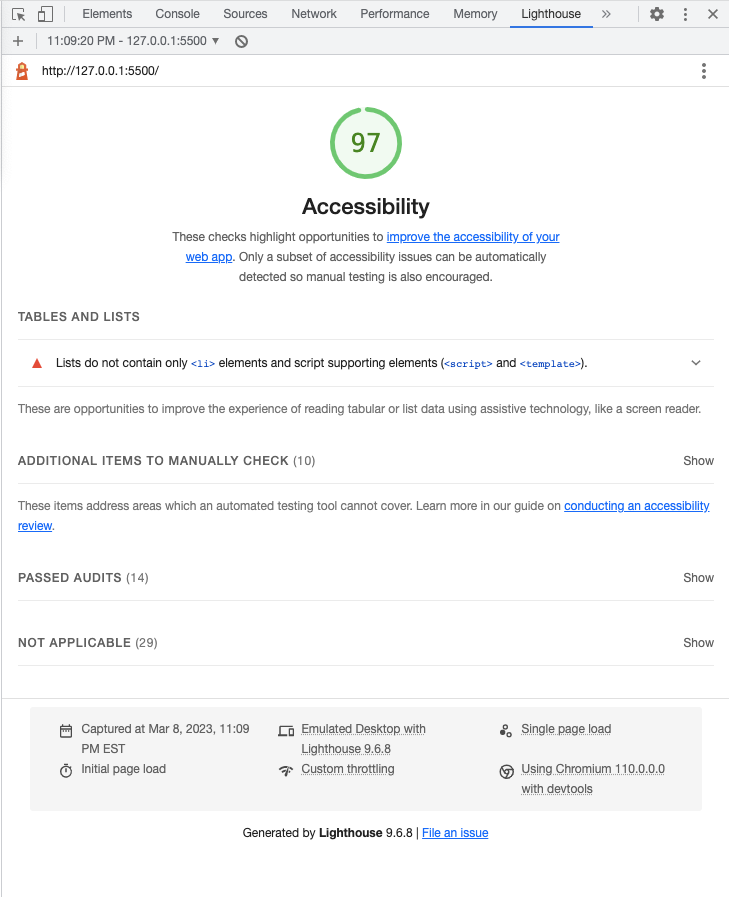 Elements Console Sources Network Performance Memory Lighthouse »
+ 11:09:20 PM - 127.0.0.1:5500 ▼
http://127.0.0.1:5500/
97
Accessibility
These checks highlight opportunities to improve the accessibility of your
web app. Only a subset of accessibility issues can be automatically
detected so manual testing is also encouraged.
TABLES AND LISTS
Lists do not contain only <li> elements and script supporting elements (<script> and <template>).
These are opportunities to improve the experience of reading tabular or list data using assistive technology, like a screen reader.
ADDITIONAL ITEMS TO MANUALLY CHECK (10) Show
These items address areas which an automated testing tool cannot cover. Learn more in our guide on conducting an accessibility
review.
PASSED AUDITS (14) Show
NOT APPLICABLE (29) Show
Captured at Mar 8, 2023, 11:09
PM EST
Emulated Desktop with
Lighthouse 9.6.8
Single page load
Initial page load
Custom throttling
Using Chromium 110.0.0.0
with devtools
Generated by Lighthouse 9.6.8 | File an issue